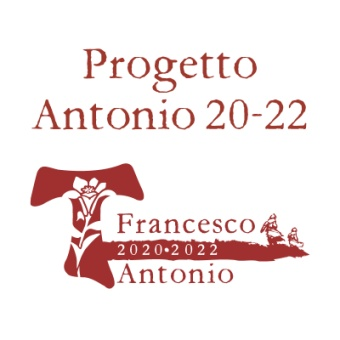 Progetto
Antonio 20-22
Francesco
2020•2022
Antonio